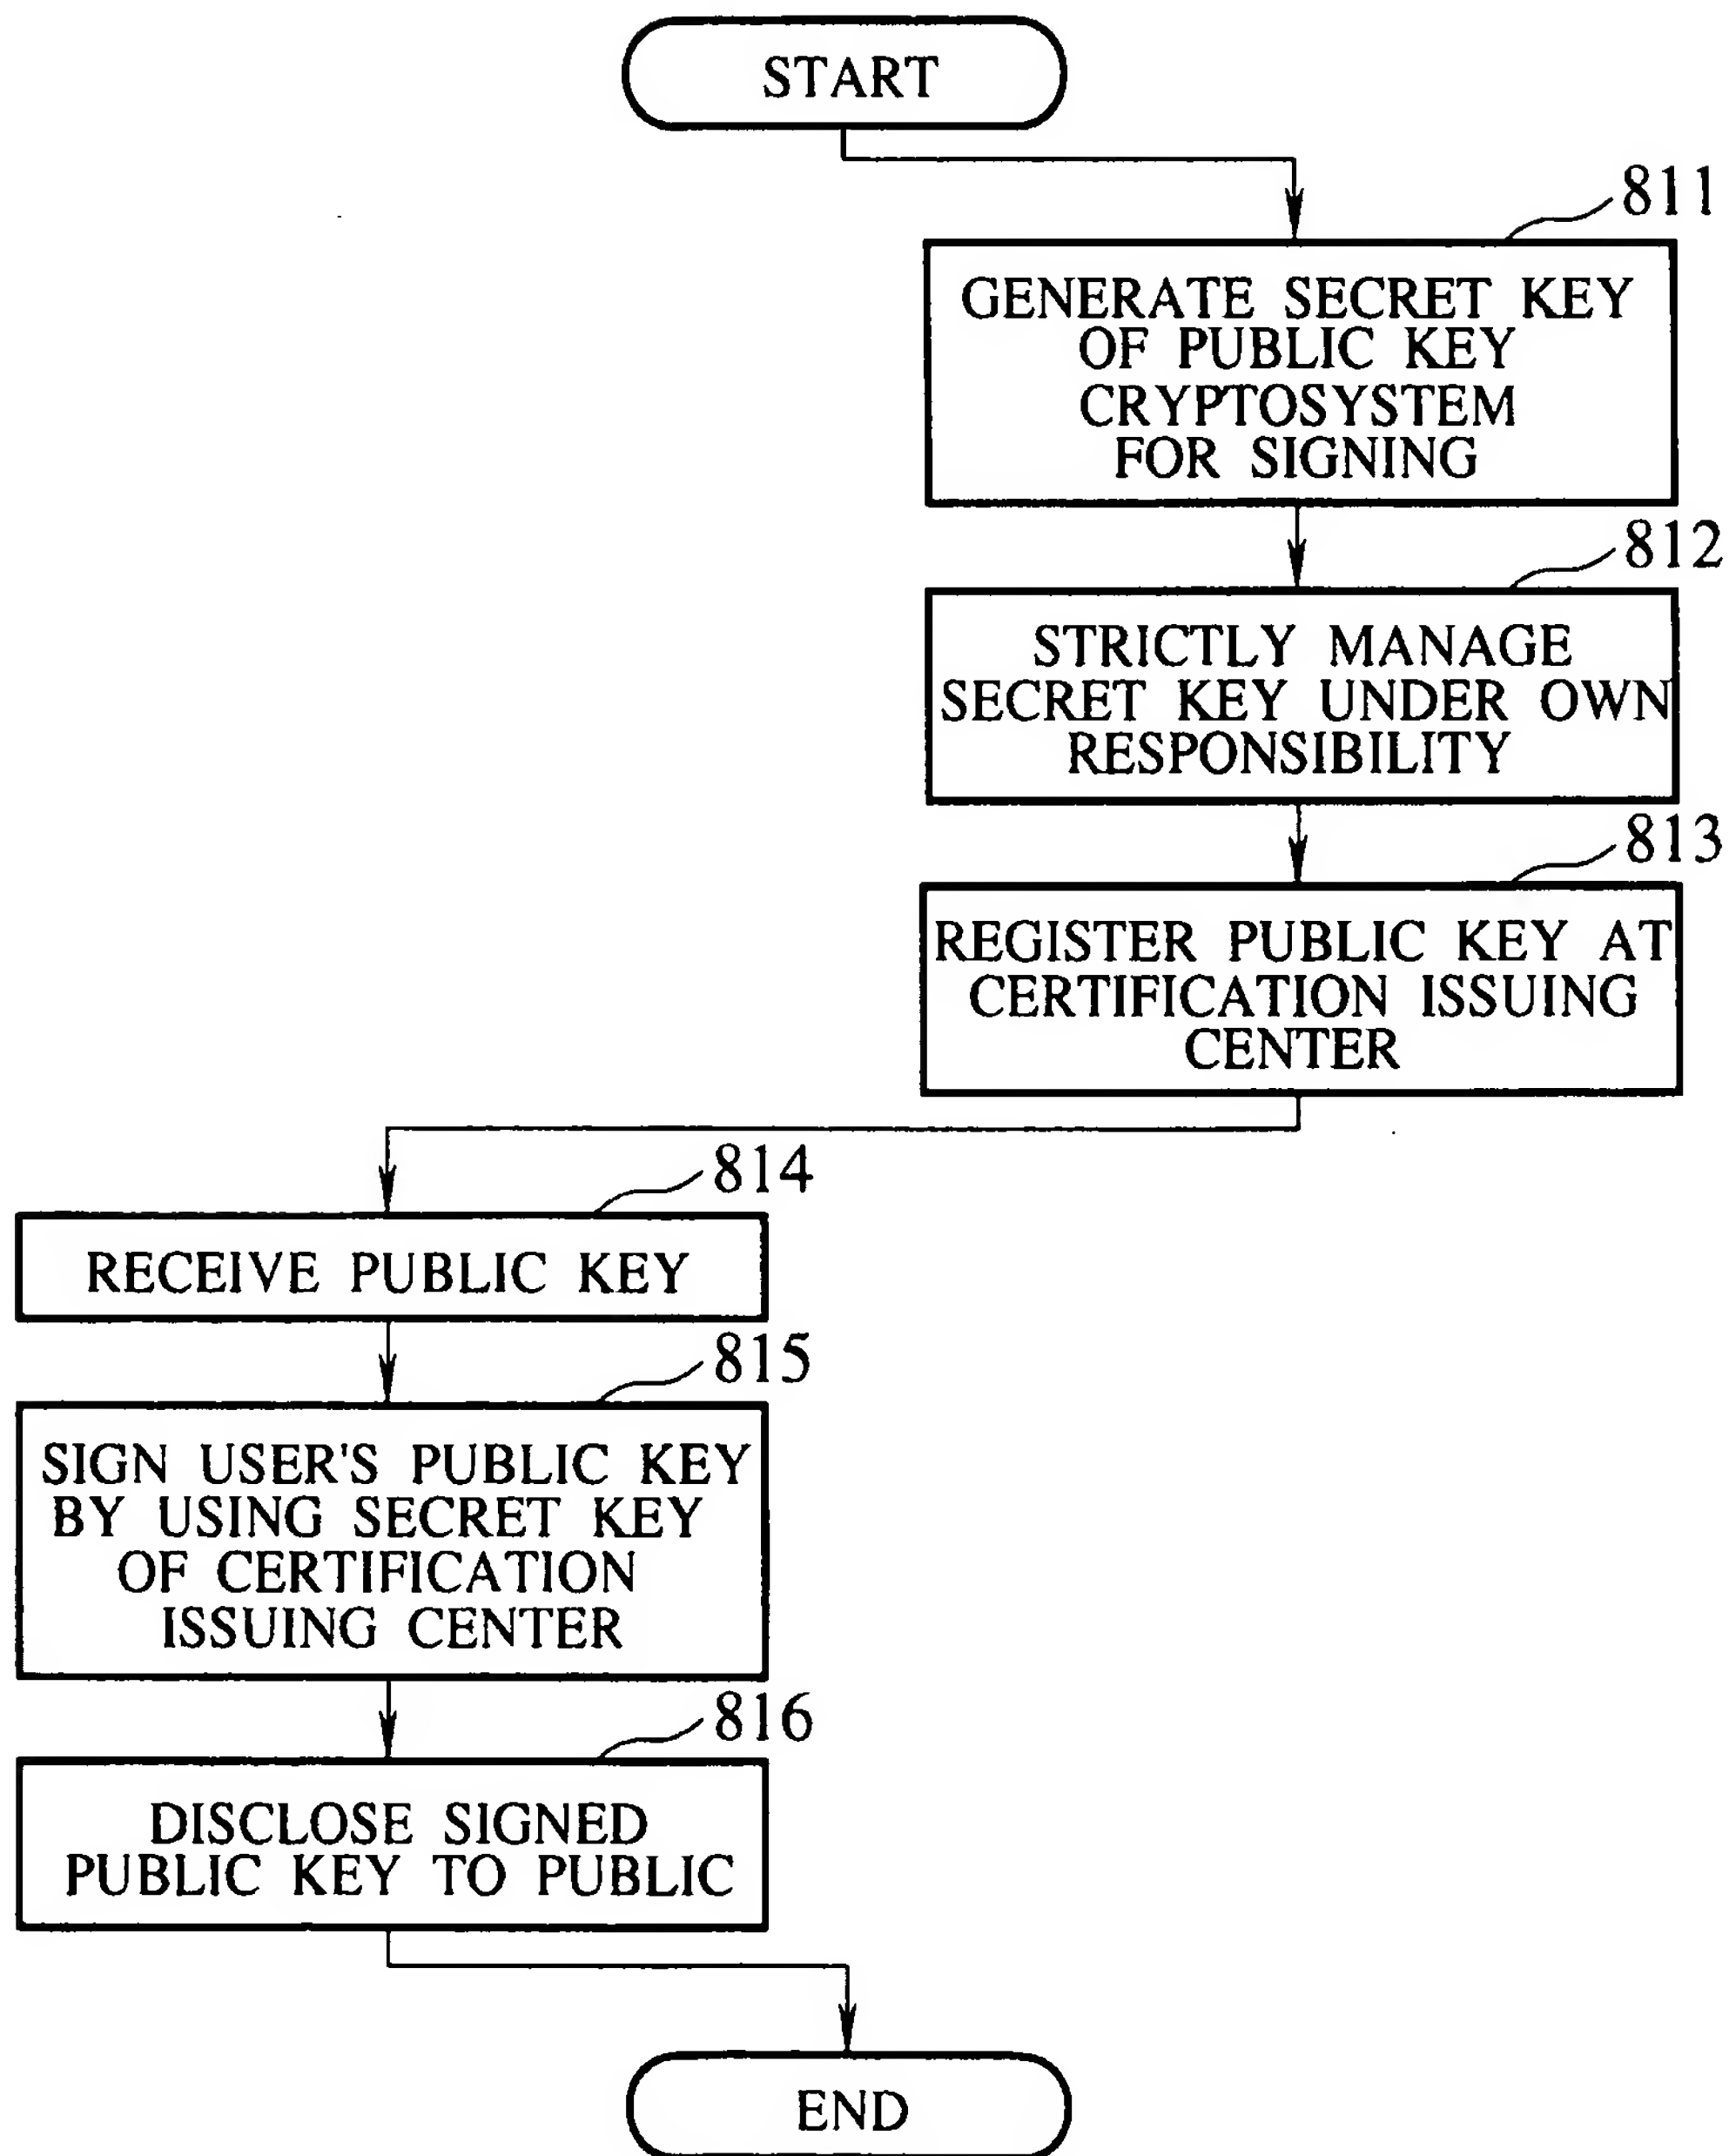 START
811
GENERATE SECRET KEY
OF PUBLIC KEY
CRYPTOSYSTEM
FOR SIGNING
812
STRICTLY MANAGE
SECRET KEY UNDER OWN
RESPONSIBILITY
813
REGISTER PUBLIC KEY AT
CERTIFICATION ISSUING
CENTER
814
RECEIVE PUBLIC KEY
815
SIGN USER'S PUBLIC KEY
BY USING SECRET KEY
OF CERTIFICATION
ISSUING CENTER
816
DISCLOSE SIGNED
PUBLIC KEY TO PUBLIC
END